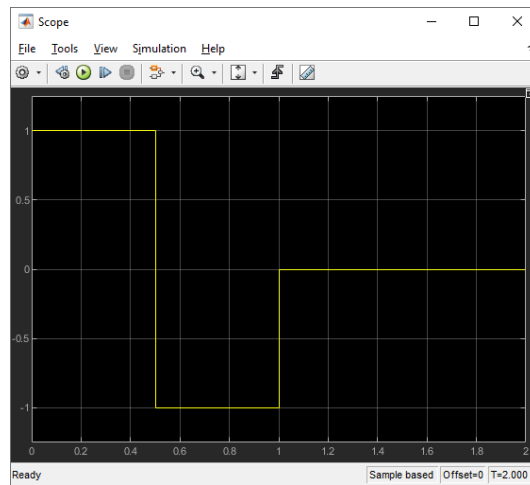 Scope
File Tools View Simulation Help
1
0.5
0
-0.5
-1
0 0.2 0.4 0.6 0.8 1 1.2 1.4 1.6 1.8 2
Ready Sample based Offset=0 T=2.000